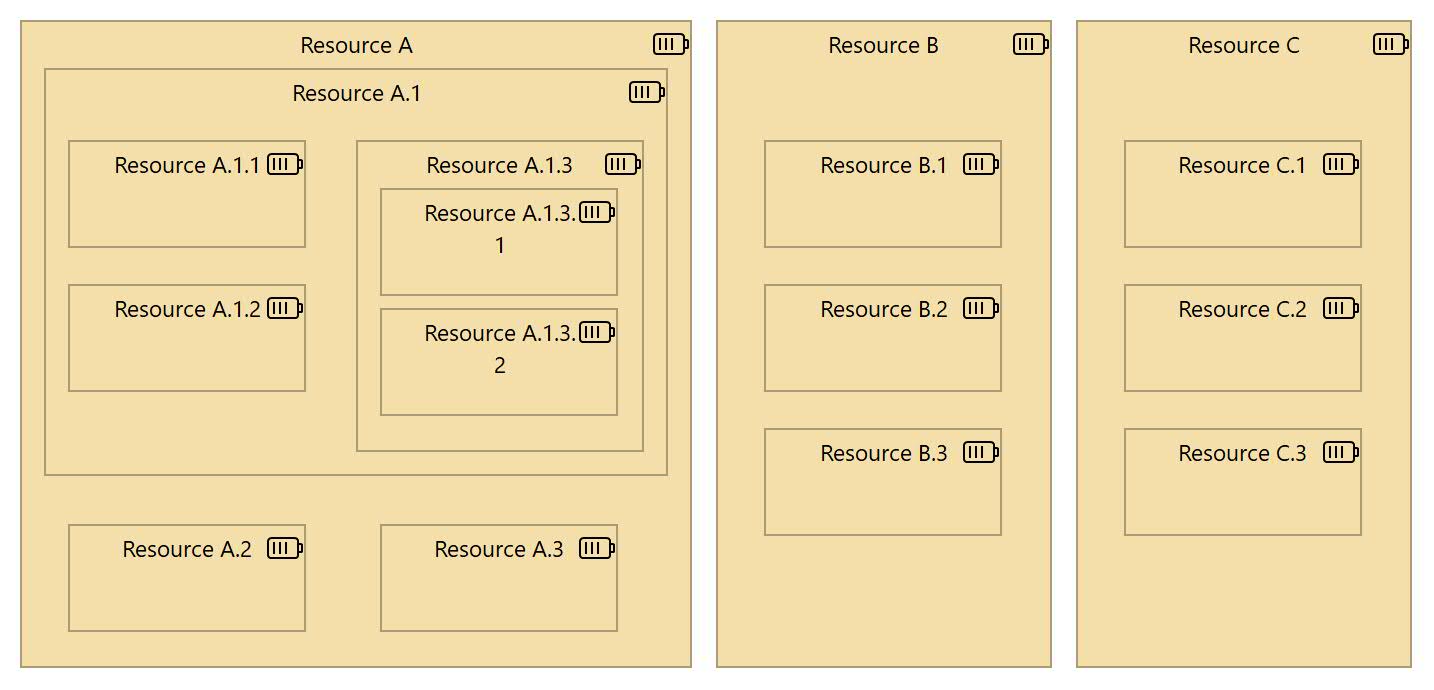 Resource A
Resource A.1
Resource A.1.1
Resource A.1.2
Resource A.1.3
Resource A.1.3.
1
Resource A.1.3.
2
Resource A.2
Resource A.3
Resource B
Resource B.1
Resource B.2
Resource B.3
Resource C
Resource C.1
Resource C.2
Resource C.3